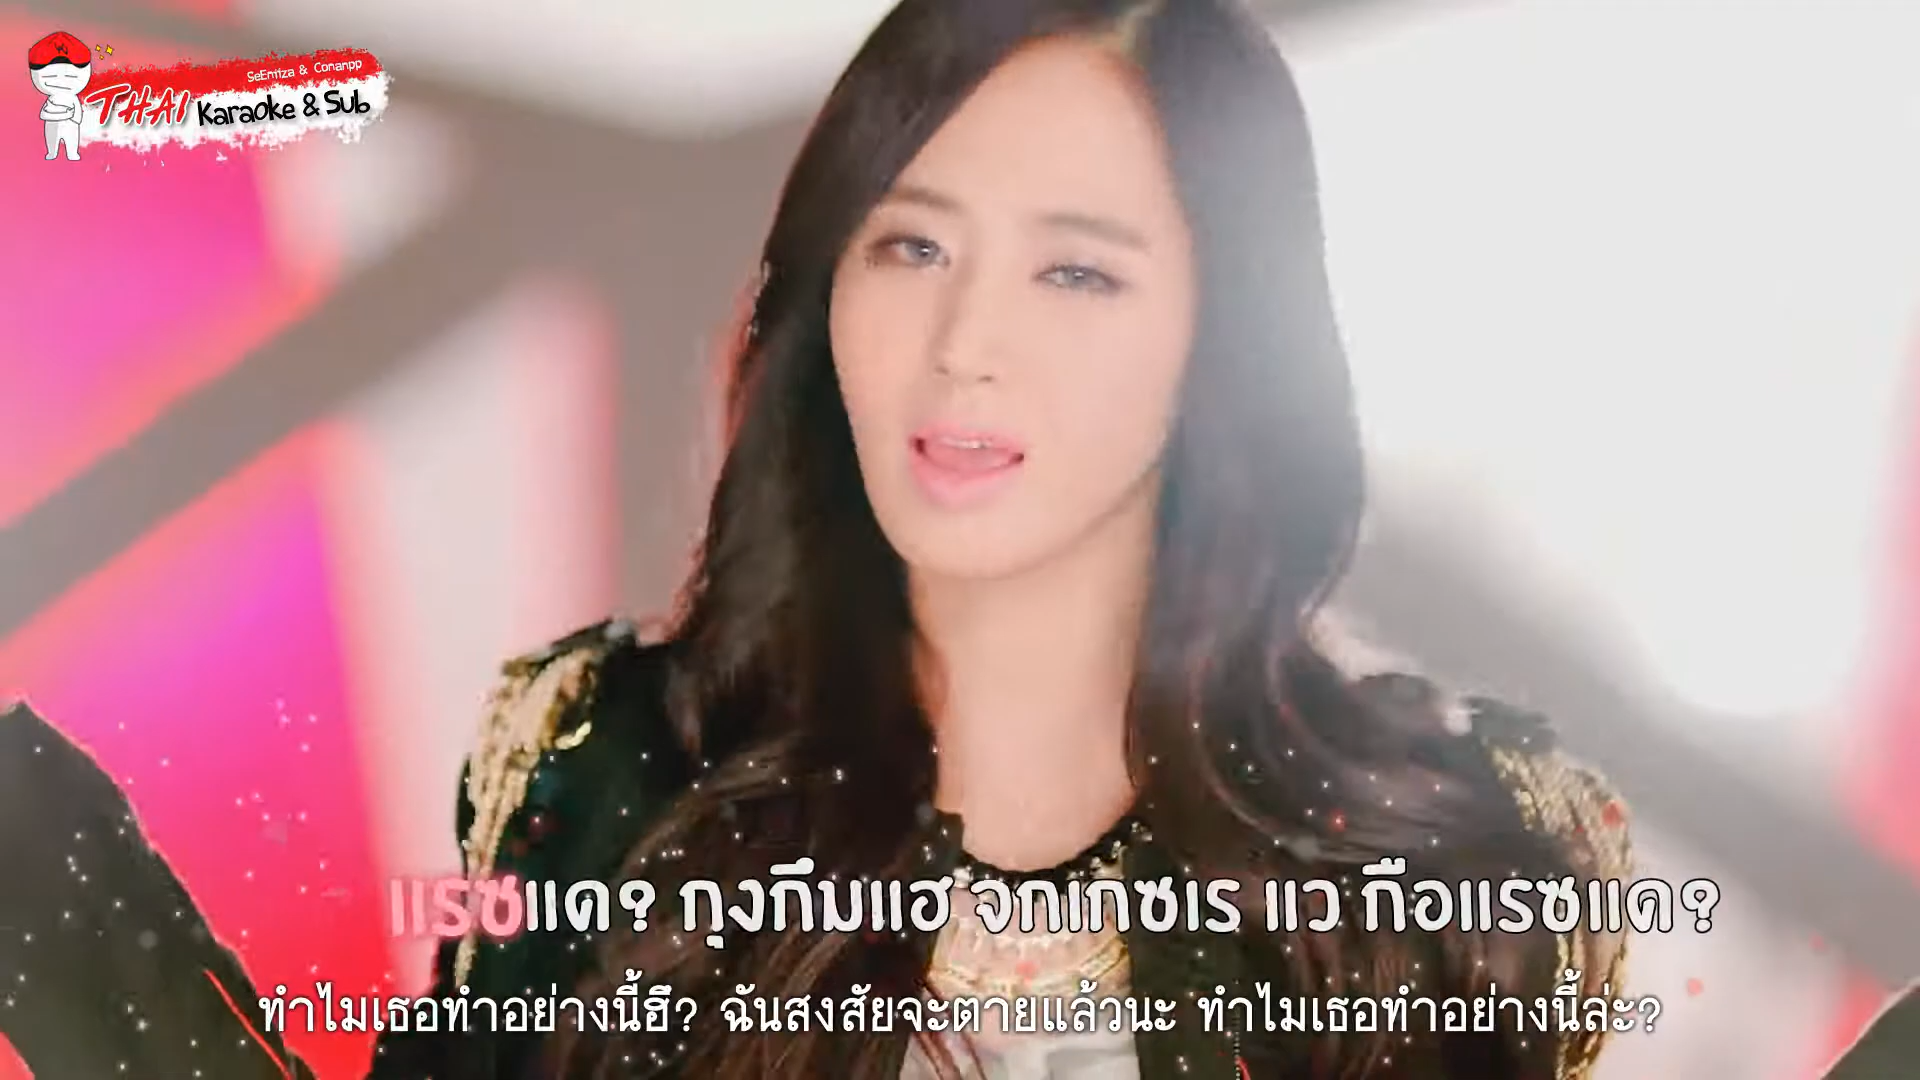 SeEnIza & Conanpp
THAI Karaoke & Sub
แรซแด? กุงกึมแฮ จกเกซเร แว กือแรซแด?
ทำไมเธอทำอย่างนี้ฮึ? ฉันสงสัยจะตายแล้วนะ ทำไมเธอทำอย่างนี้ล่ะ?